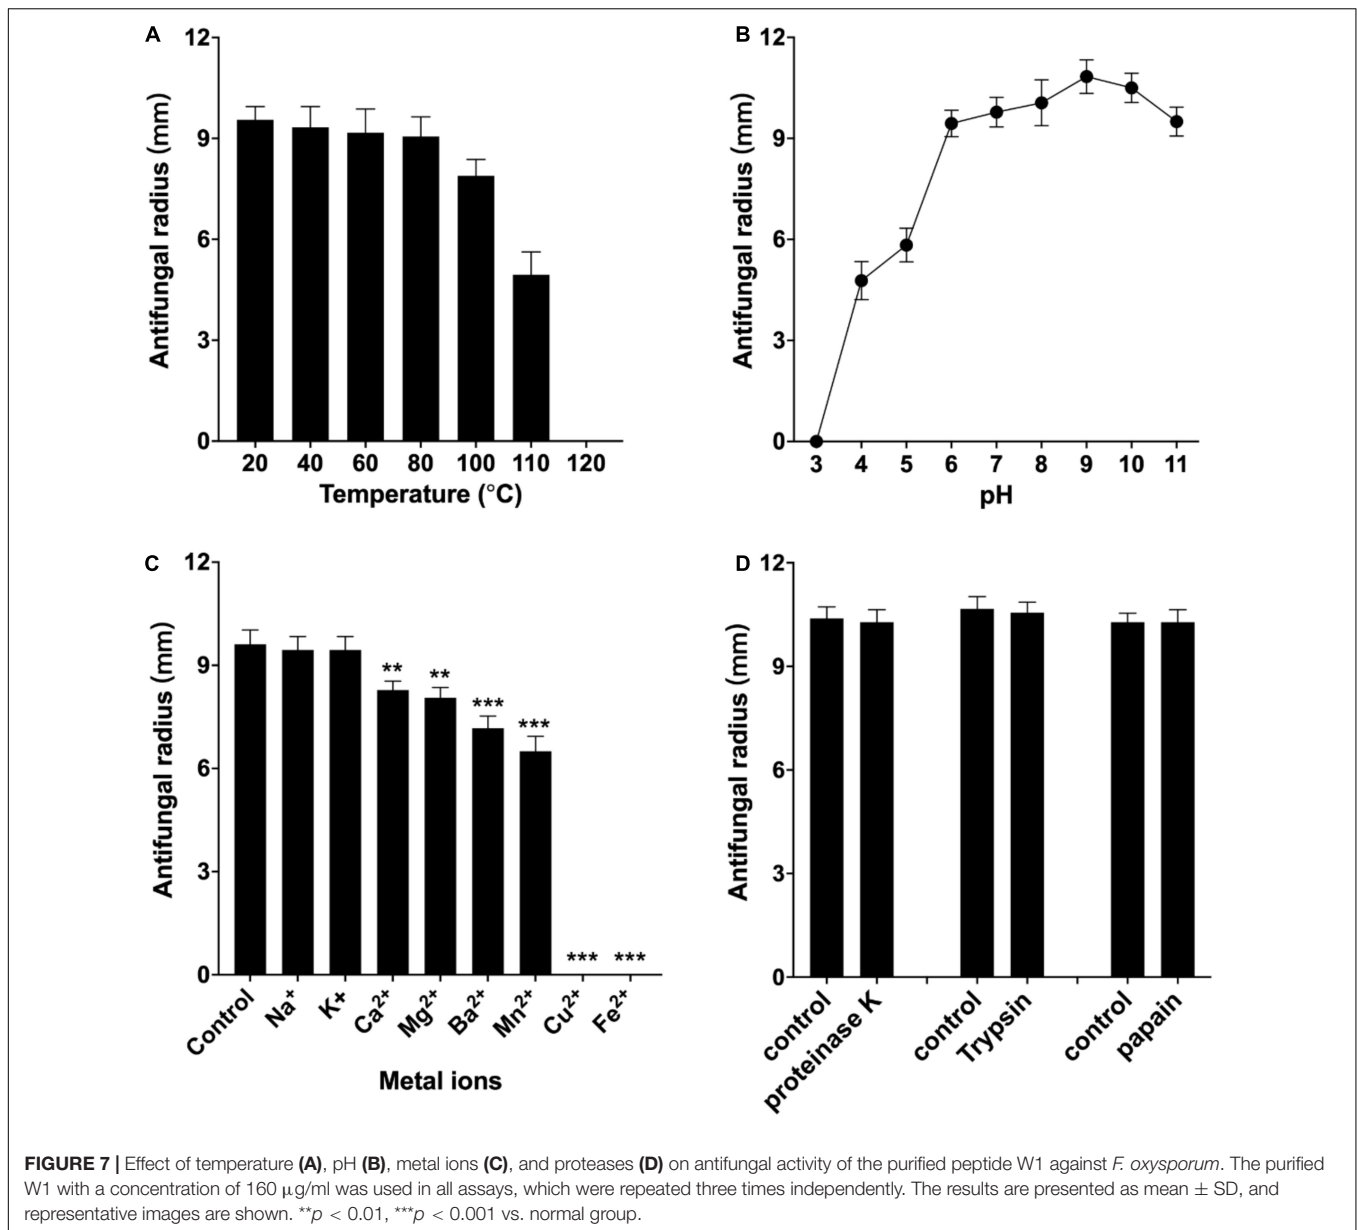 A
12
9
6
3
0
Antifungal radius (mm)
20 40 60 80 100 110 120
Temperature (°C)
B
12
9
6
3
0
Antifungal radius (mm)
3 4 5 6 7 8 9 10 11
pH
C
12
9
6
3
0
Antifungal radius (mm)
** ** *** *** *** ***
Control Na⁺ K+ Ca²⁺ Mg²⁺ Ba²⁺ Mn²⁺ Cu²⁺ Fe²⁺
Metal ions
D
12
9
6
3
0
Antifungal radius (mm)
control proteinase K control Trypsin control papain
FIGURE 7 | Effect of temperature (A), pH (B), metal ions (C), and proteases (D) on antifungal activity of the purified peptide W1 against F. oxysporum. The purified
W1 with a concentration of 160 μg/ml was used in all assays, which were repeated three times independently. The results are presented as mean ± SD, and
representative images are shown. **p < 0.01, ***p < 0.001 vs. normal group.